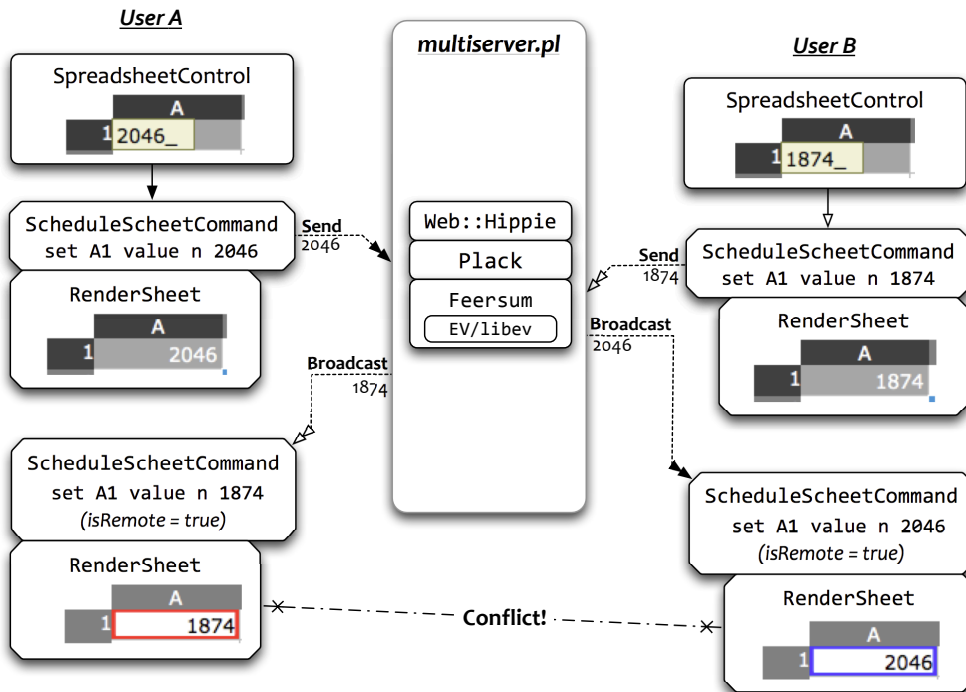 User A
SpreadsheetControl
A
1 2046_
ScheduleScheetCommand
set A1 value n 2046
RenderSheet
A
1 2046
Send
2046
Broadcast
1874
ScheduleScheetCommand
set A1 value n 1874
(isRemote = true)
RenderSheet
A
1 1874
multiserver.pl
Web::Hippie
Plack
Feersum
EV/libev
Conflict!
User B
SpreadsheetControl
A
1 1874_
Send
1874
ScheduleScheetCommand
set A1 value n 1874
RenderSheet
A
1 1874
Broadcast
2046
ScheduleScheetCommand
set A1 value n 2046
(isRemote = true)
RenderSheet
A
1 2046